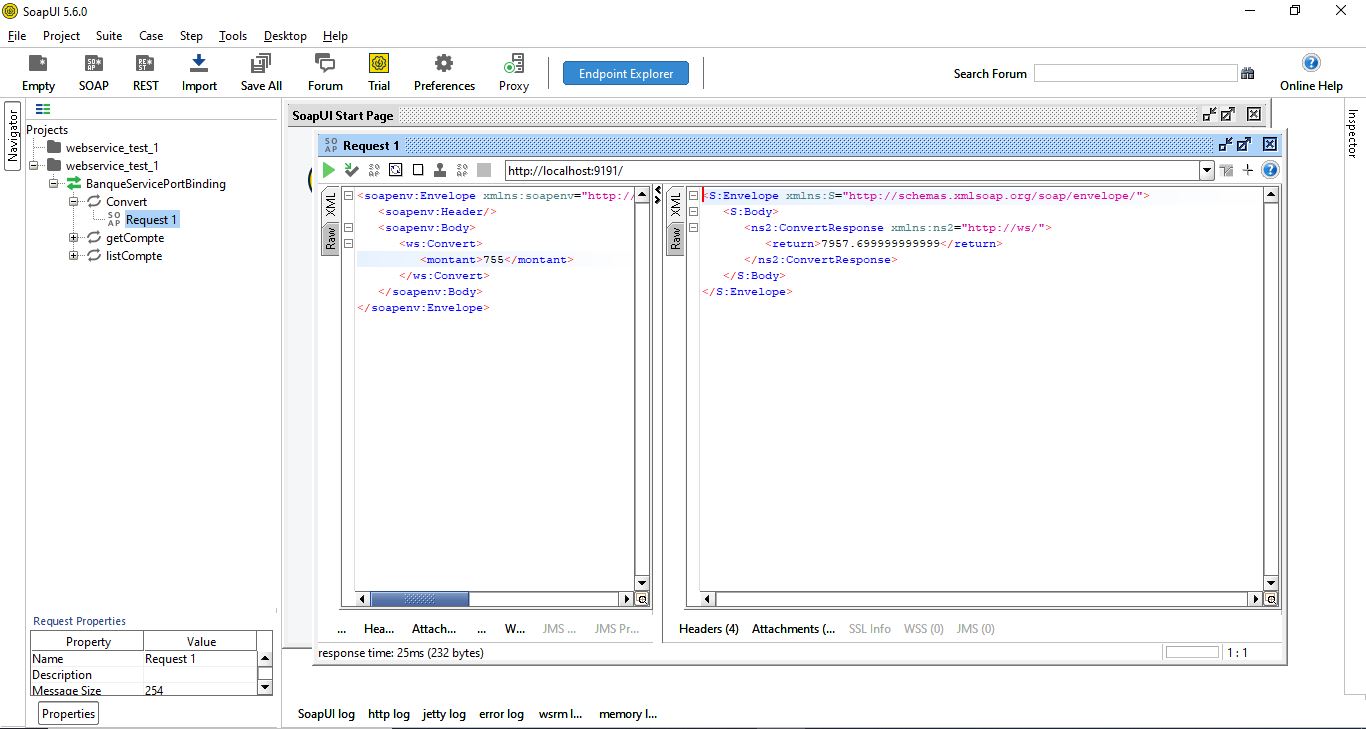 SoapUI 5.6.0
File Project Suite Case Step Tools Desktop Help
Empty SOAP REST Import Save All Forum Trial Preferences Proxy Endpoint Explorer Search Forum Online Help
Navigator
Projects
webservice_test_1
webservice_test_1
BanqueServicePortBinding
Convert
SO AP Request 1
getCompte
listCompte
Request Properties
Property Value
Name Request 1
Description
Message Size 254
Properties
SoapUI Start Page
SO AP Request 1
http://localhost:9191/
XML
Raw
<soapenv:Envelope xmlns:soapenv="http:/
<soapenv:Header/>
<soapenv:Body>
<ws:Convert>
<montant>755</montant>
</ws:Convert>
</soapenv:Body>
</soapenv:Envelope>
XML
Raw
<S:Envelope xmlns:S="http://schemas.xmlsoap.org/soap/envelope/">
<S:Body>
<ns2:ConvertResponse xmlns:ns2="http://ws/">
<return>7957.699999999999</return>
</ns2:ConvertResponse>
</S:Body>
</S:Envelope>
... Hea... Attach... ... W... JMS ... JMS Pr...
Headers (4) Attachments (... SSL Info WSS (0) JMS (0)
response time: 25ms (232 bytes)
1 : 1
SoapUI log http log jetty log error log wsrm l... memory l...
Inspector